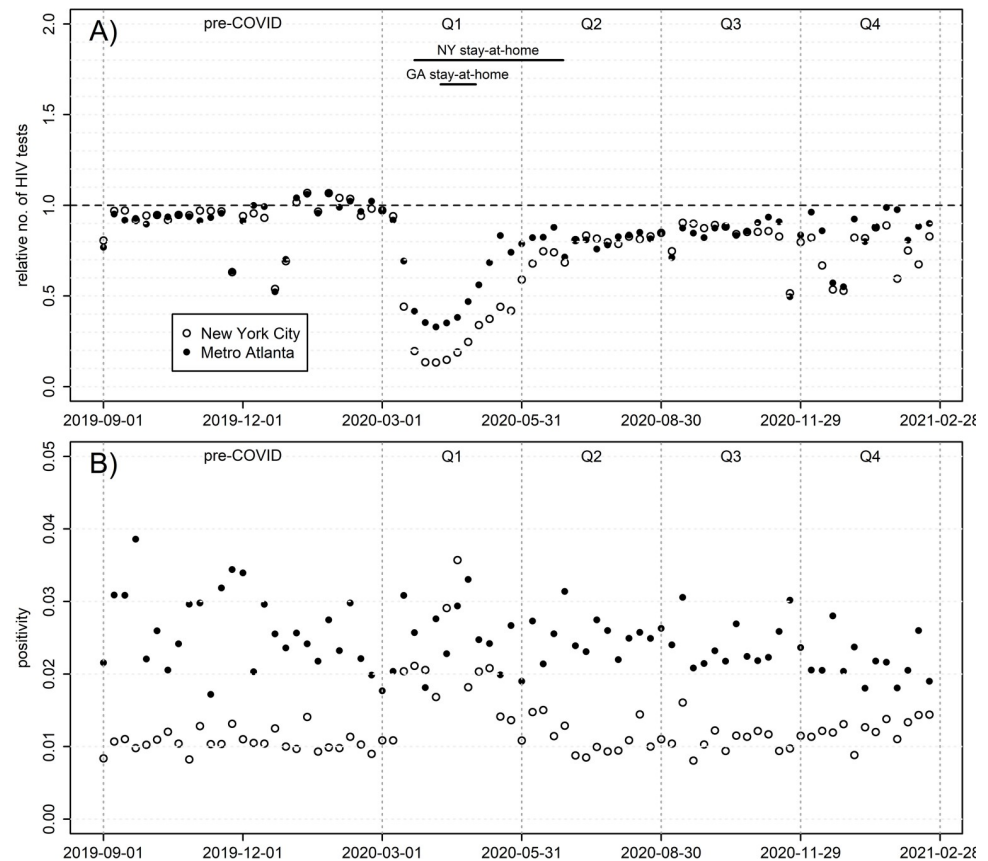 A)
pre-COVID Q1 Q2 Q3 Q4
NY stay-at-home
GA stay-at-home
relative no. of HIV tests
2.0
1.5
1.0
0.5
0.0
New York City
Metro Atlanta
2019-09-01 2019-12-01 2020-03-01 2020-05-31 2020-08-30 2020-11-29 2021-02-28
B)
pre-COVID Q1 Q2 Q3 Q4
positivity
0.05
0.04
0.03
0.02
0.01
0.00
2019-09-01 2019-12-01 2020-03-01 2020-05-31 2020-08-30 2020-11-29 2021-02-28